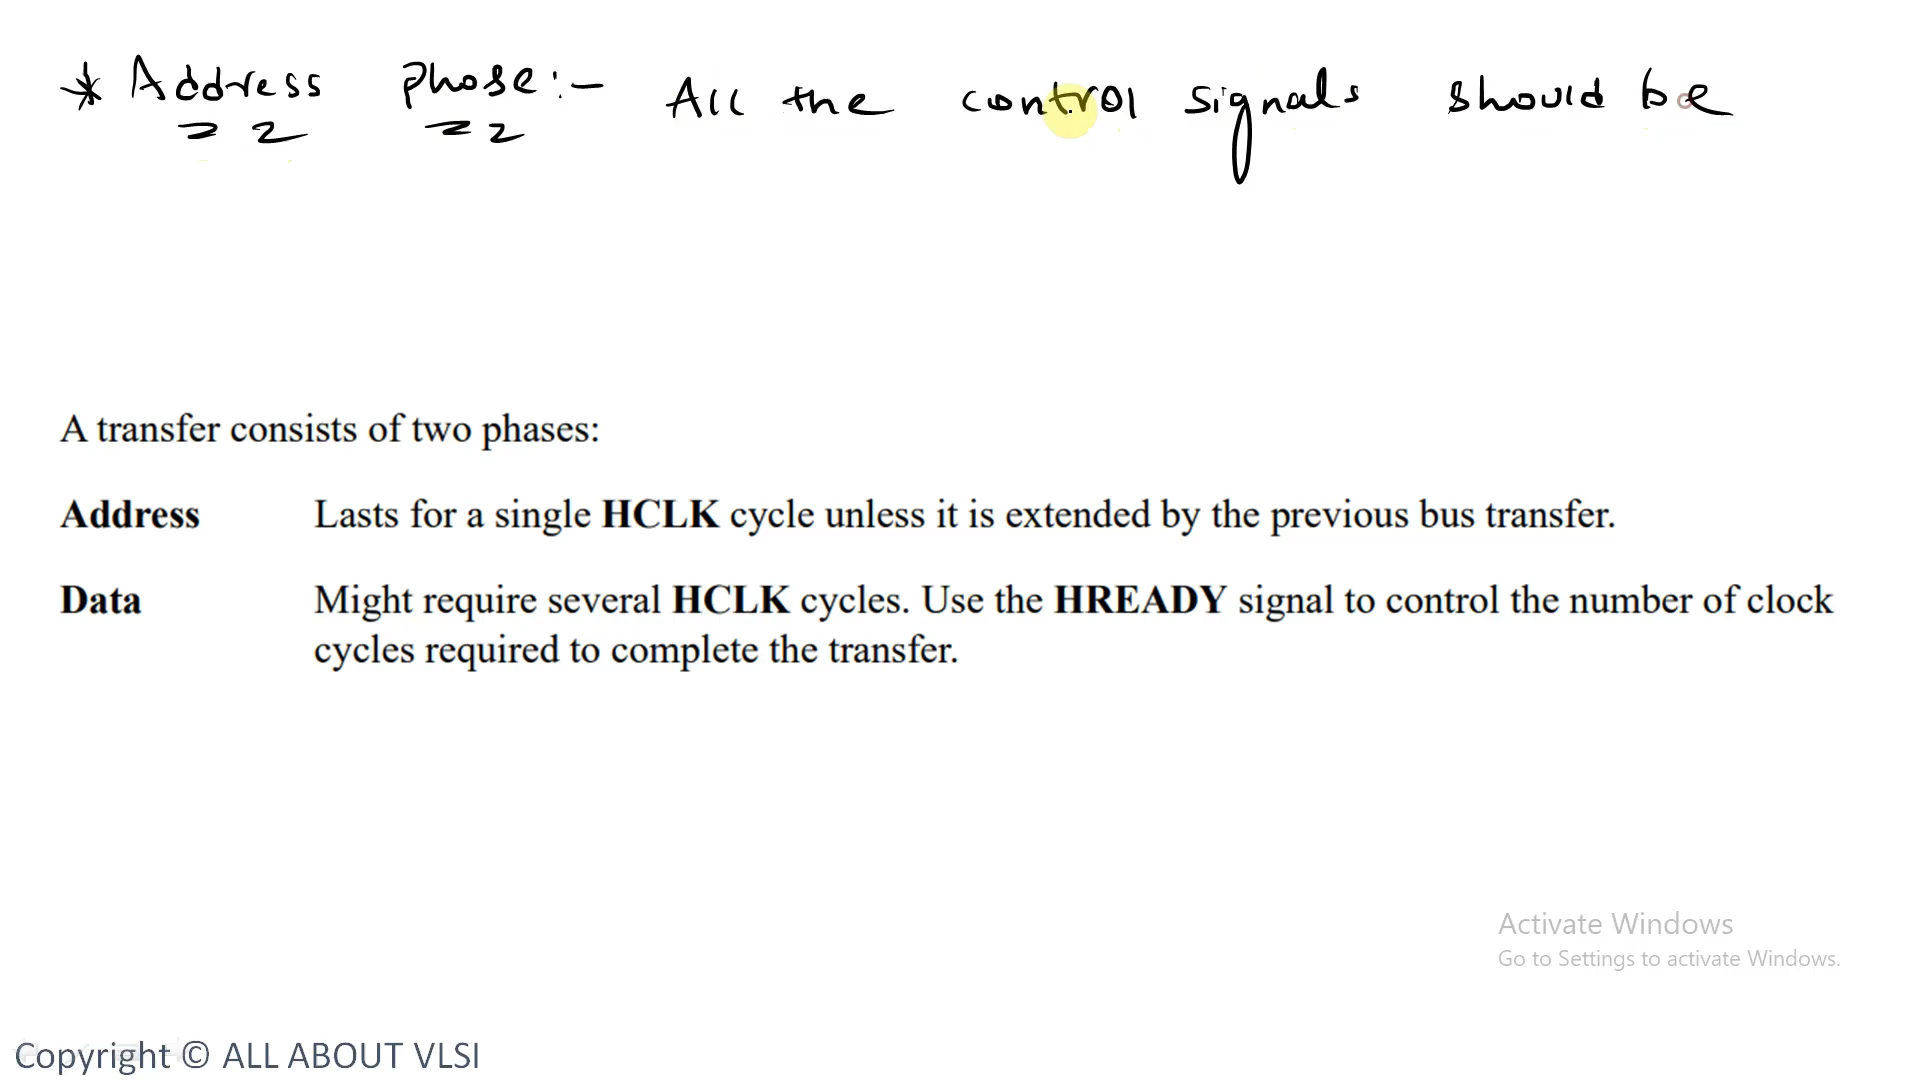 * Address phase:- All the control signals should be
A transfer consists of two phases:
Address Lasts for a single HCLK cycle unless it is extended by the previous bus transfer.
Data Might require several HCLK cycles. Use the HREADY signal to control the number of clock
cycles required to complete the transfer.
Activate Windows
Go to Settings to activate Windows.
Copyright © ALL ABOUT VLSI